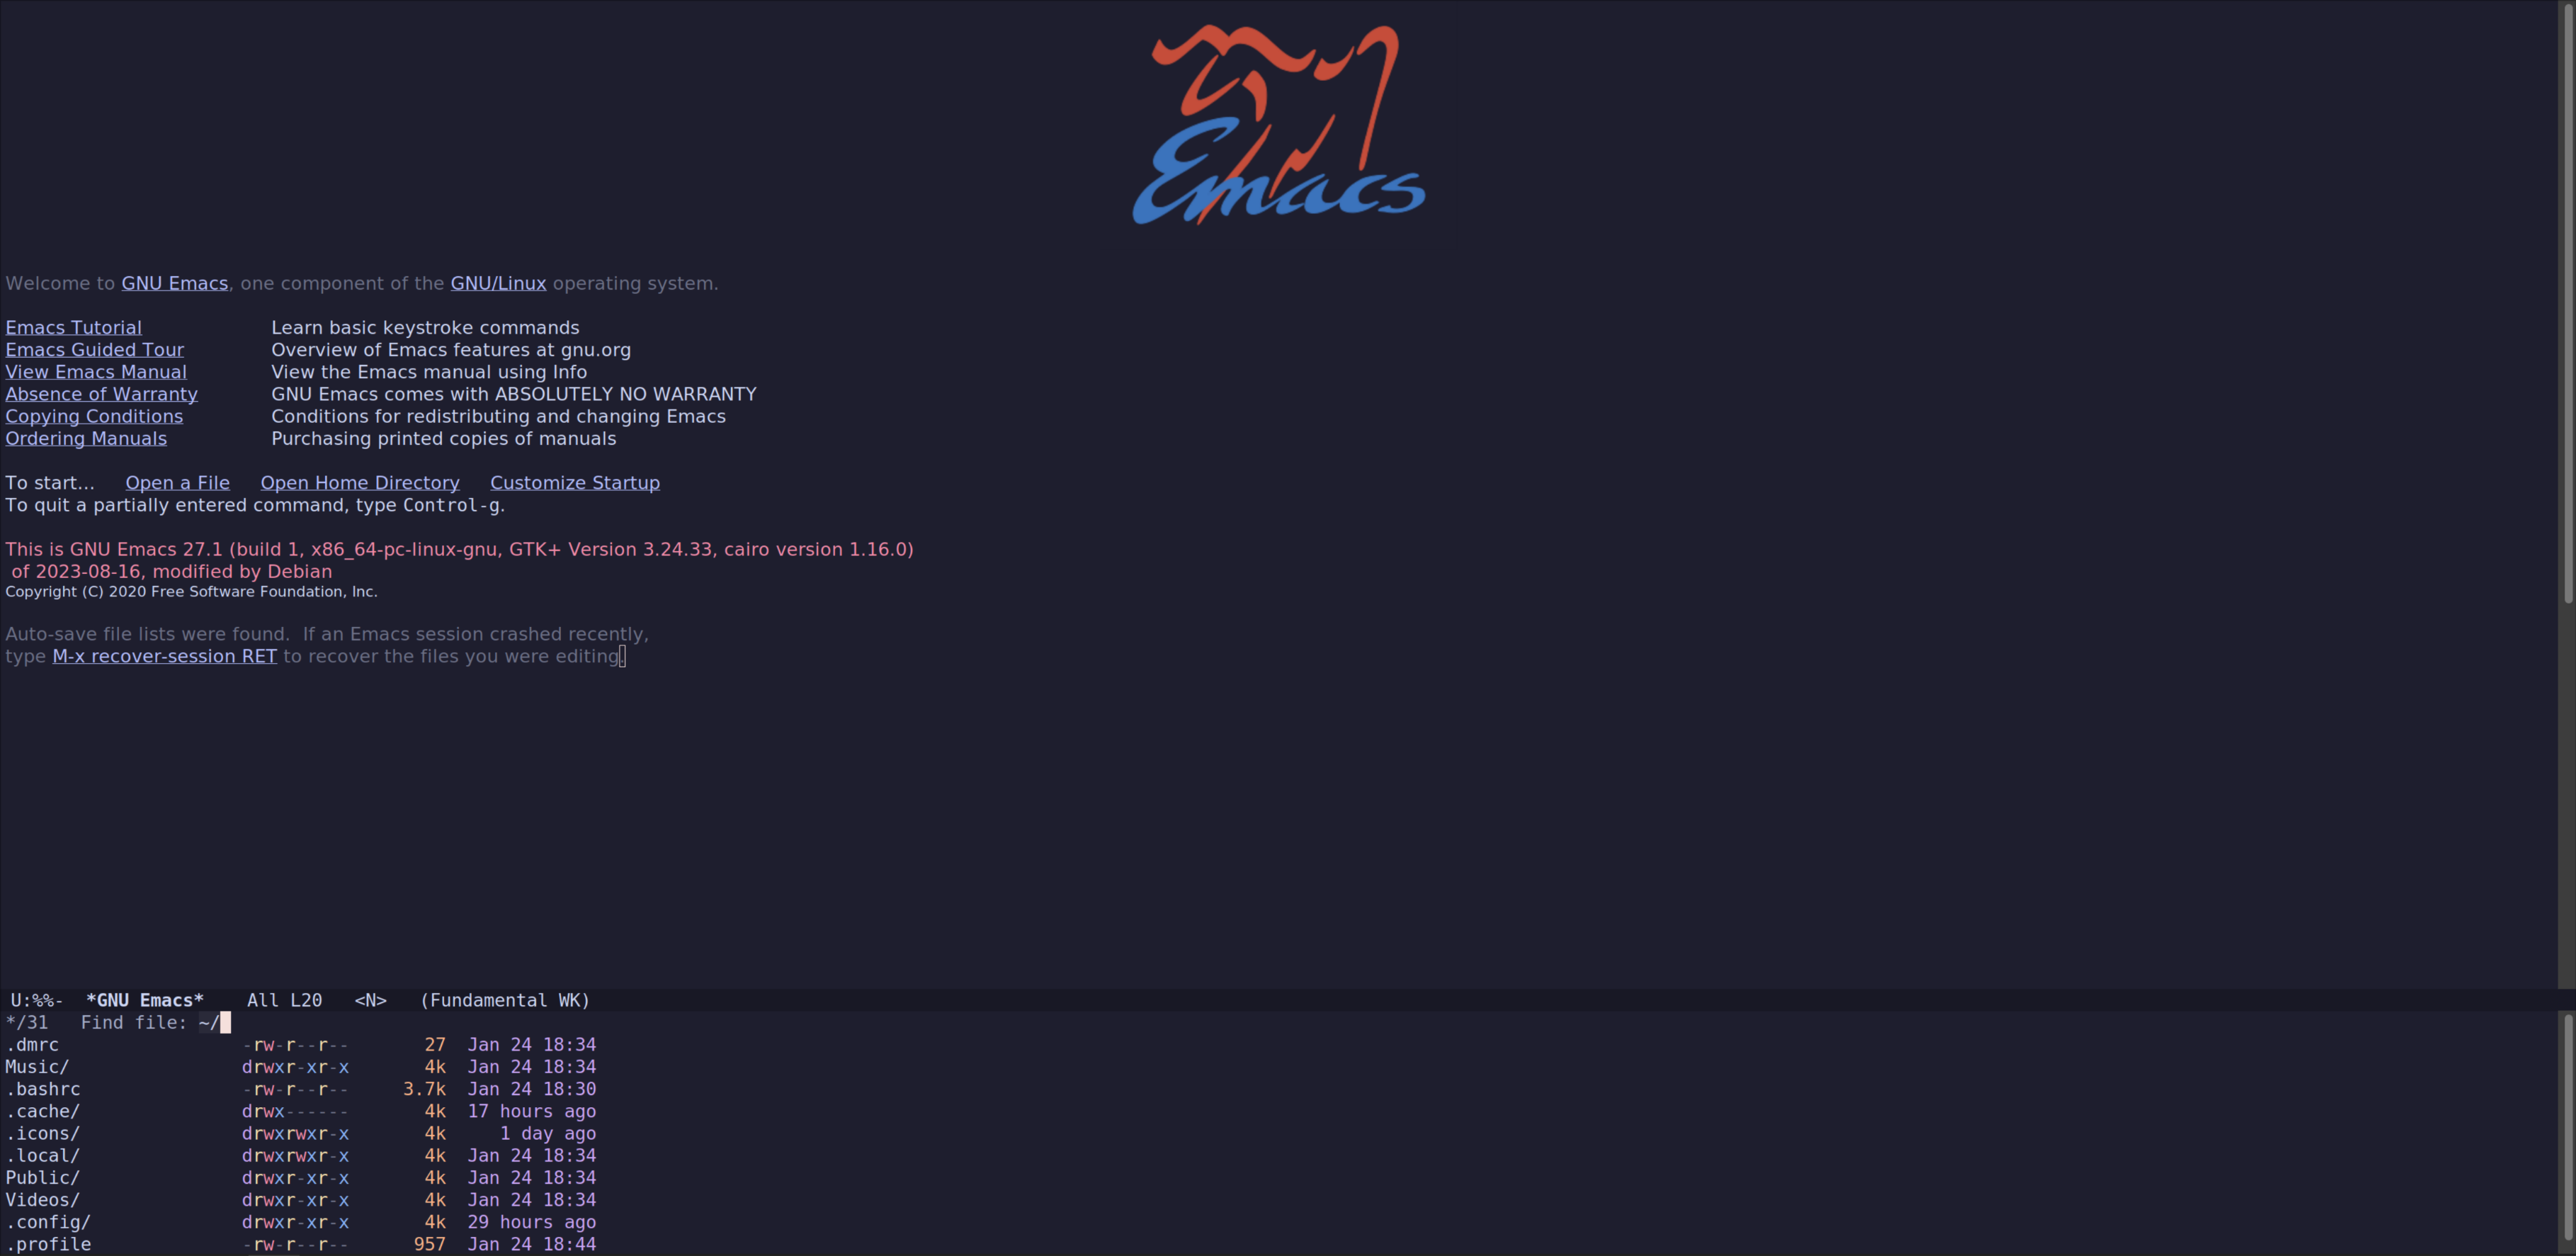 Emacs
Welcome to GNU Emacs, one component of the GNU/Linux operating system.
Emacs Tutorial Learn basic keystroke commands
Emacs Guided Tour Overview of Emacs features at gnu.org
View Emacs Manual View the Emacs manual using Info
Absence of Warranty GNU Emacs comes with ABSOLUTELY NO WARRANTY
Copying Conditions Conditions for redistributing and changing Emacs
Ordering Manuals Purchasing printed copies of manuals
To start... Open a File Open Home Directory Customize Startup
To quit a partially entered command, type Control-g.
This is GNU Emacs 27.1 (build 1, x86_64-pc-linux-gnu, GTK+ Version 3.24.33, cairo version 1.16.0)
of 2023-08-16, modified by Debian
Copyright (C) 2020 Free Software Foundation, Inc.
Auto-save file lists were found. If an Emacs session crashed recently,
type M-x recover-session RET to recover the files you were editing.
U:%%- *GNU Emacs* All L20 <N> (Fundamental WK)
*/31 Find file: ~/
.dmrc -rw-r--r-- 27 Jan 24 18:34
Music/ drwxr-xr-x 4k Jan 24 18:34
.bashrc -rw-r--r-- 3.7k Jan 24 18:30
.cache/ drwx------ 4k 17 hours ago
.icons/ drwxrwxr-x 4k 1 day ago
.local/ drwxrwxr-x 4k Jan 24 18:34
Public/ drwxr-xr-x 4k Jan 24 18:34
Videos/ drwxr-xr-x 4k Jan 24 18:34
.config/ drwxr-xr-x 4k 29 hours ago
.profile -rw-r--r-- 957 Jan 24 18:44